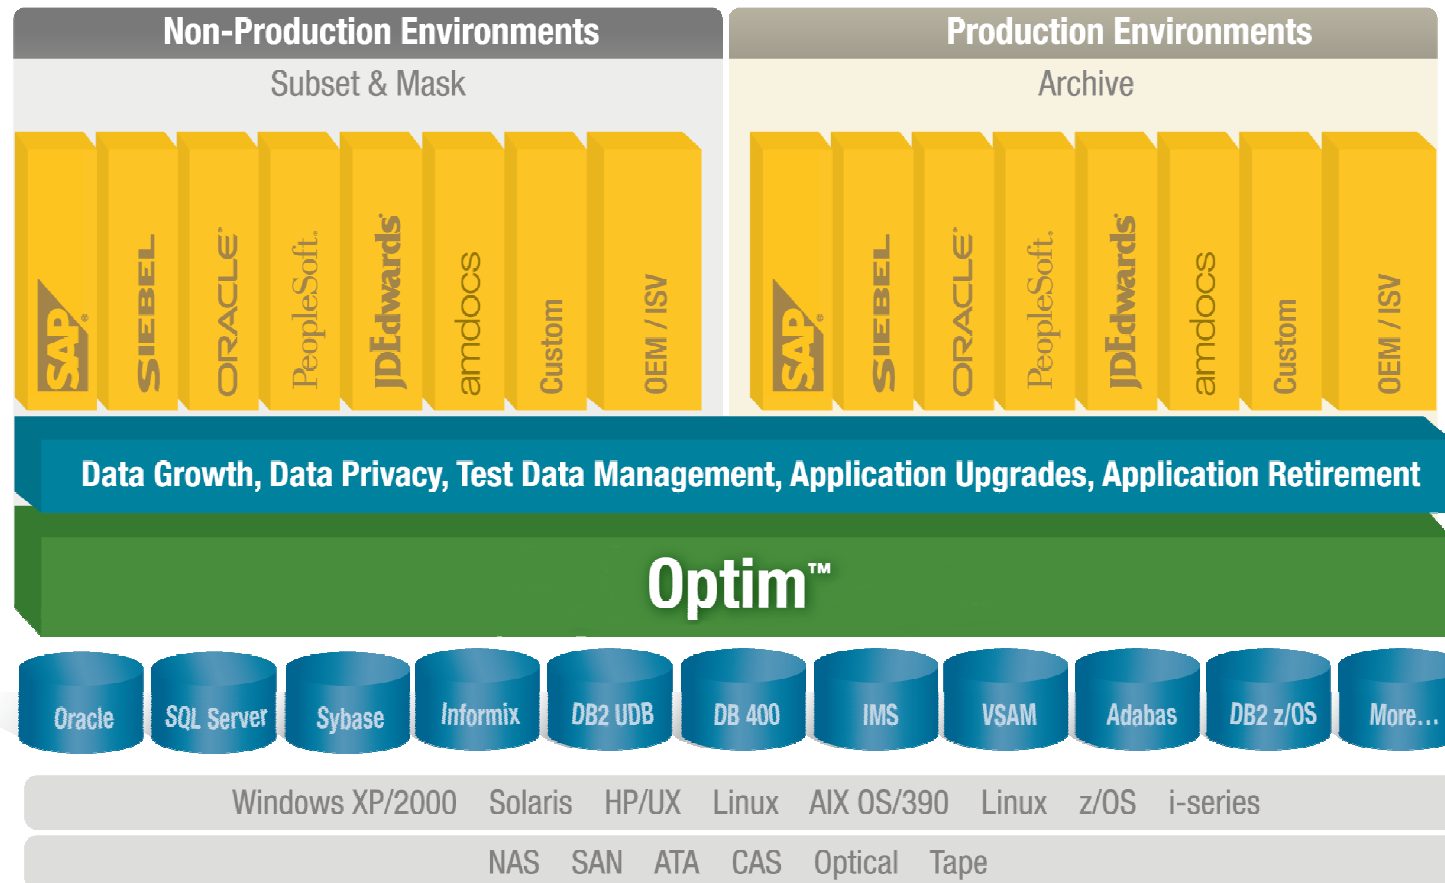 Non-Production Environments
Subset & Mask
Production Environments
Archive
SAP®
SIEBEL
ORACLE®
PeopleSoft®
JDEdwards®
amdocs
Custom
OEM / ISV
SAP®
SIEBEL
ORACLE®
PeopleSoft®
JDEdwards®
amdocs
Custom
OEM / ISV
Data Growth, Data Privacy, Test Data Management, Application Upgrades, Application Retirement
Optim™
Oracle
SQL Server
Sybase
Informix
DB2 UDB
DB 400
IMS
VSAM
Adabas
DB2 z/OS
More...
Windows XP/2000 Solaris HP/UX Linux AIX OS/390 Linux z/OS i-series
NAS SAN ATA CAS Optical Tape